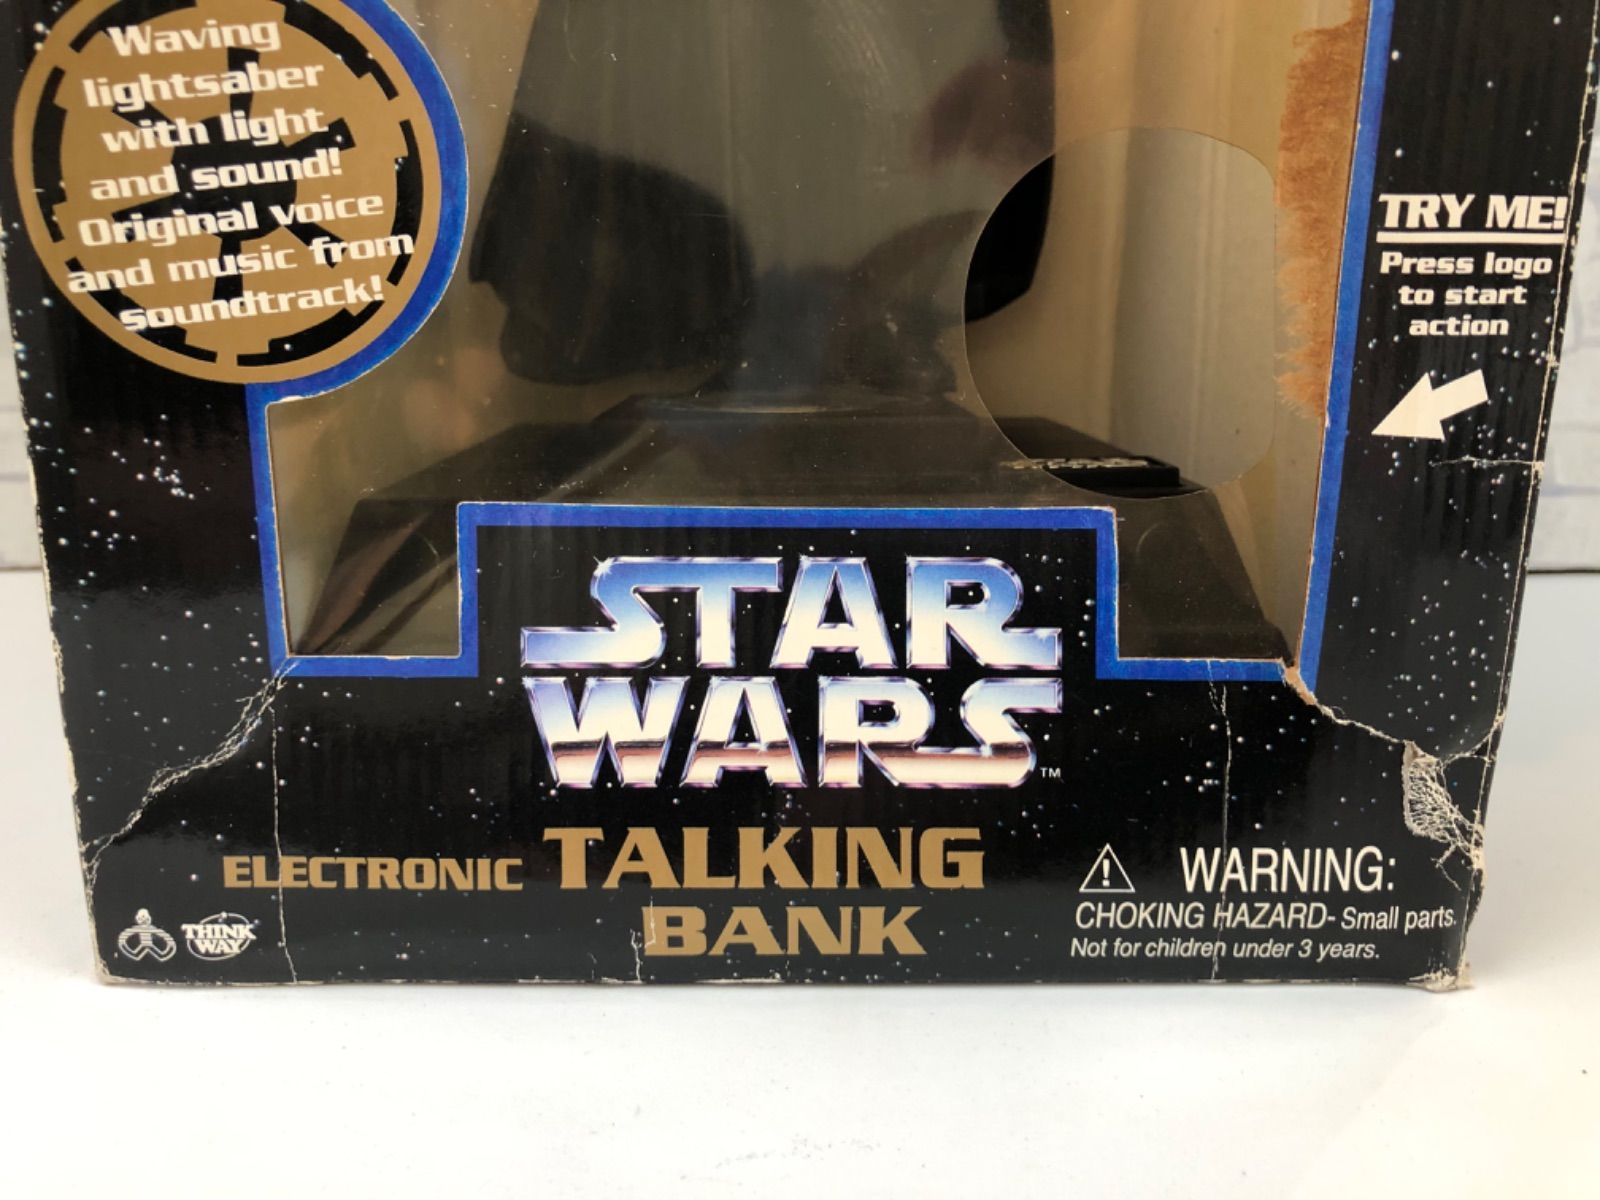 Waving
lightsaber
with light
and sound!
Original voice
and music from
soundtrack!
TRY ME!
Press logo
to start
action
STAR
WARS™
ELECTRONIC TALKING
BANK
THINK
WAY
WARNING:
CHOKING HAZARD- Small parts.
Not for children under 3 years.